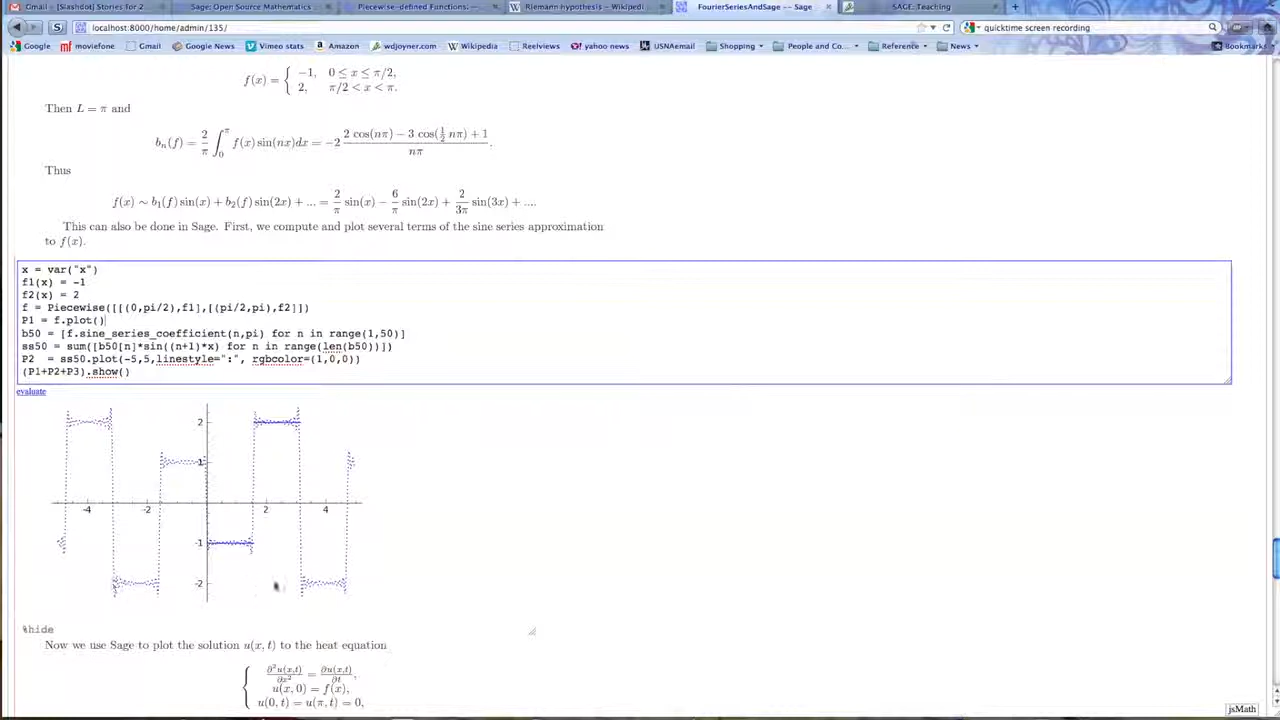 Gmail - [Slashdot] Stories for 2
Sage: Open Source Mathematics
Piecewise-defined Functions. —
Riemann hypothesis - Wikipedi
FourierSeriesAndSage -- Sage
SAGE_Teaching
localhost:8000/home/admin/135/
quicktime screen recording
Google moviefone Gmail Google News Vimeo stats Amazon wdjoyner.com Wikipedia Reelviews yahoo news USNAemail Shopping People and Co... Reference News Bookmarks
f(x) = { −1, 0 ≤ x ≤ π/2,
2, π/2 < x < π.
Then L = π and
bₙ(f) = 2/π ∫₀^π f(x) sin(nx)dx = −2 (2 cos(nπ) − 3 cos(½ nπ) + 1)/(nπ).
Thus
f(x) ∼ b₁(f) sin(x) + b₂(f) sin(2x) + ... = 2/π sin(x) − 6/π sin(2x) + 2/3π sin(3x) + ....
This can also be done in Sage. First, we compute and plot several terms of the sine series approximation
to f(x).
x = var("x")
f1(x) = -1
f2(x) = 2
f = Piecewise([[(0,pi/2),f1],[(pi/2,pi),f2]])
P1 = f.plot()
b50 = [f.sine_series_coefficient(n,pi) for n in range(1,50)]
ss50 = sum([b50[n]*sin((n+1)*x) for n in range(len(b50))])
P2 = ss50.plot(-5,5,linestyle=":", rgbcolor=(1,0,0))
(P1+P2+P3).show()
evaluate
2
1
-4 -2 2 4
-1
-2
%hide
Now we use Sage to plot the solution u(x, t) to the heat equation
{ ∂²u(x,t)/∂x² = ∂u(x,t)/∂t,
u(x, 0) = f(x),
u(0, t) = u(π, t) = 0,
jsMath